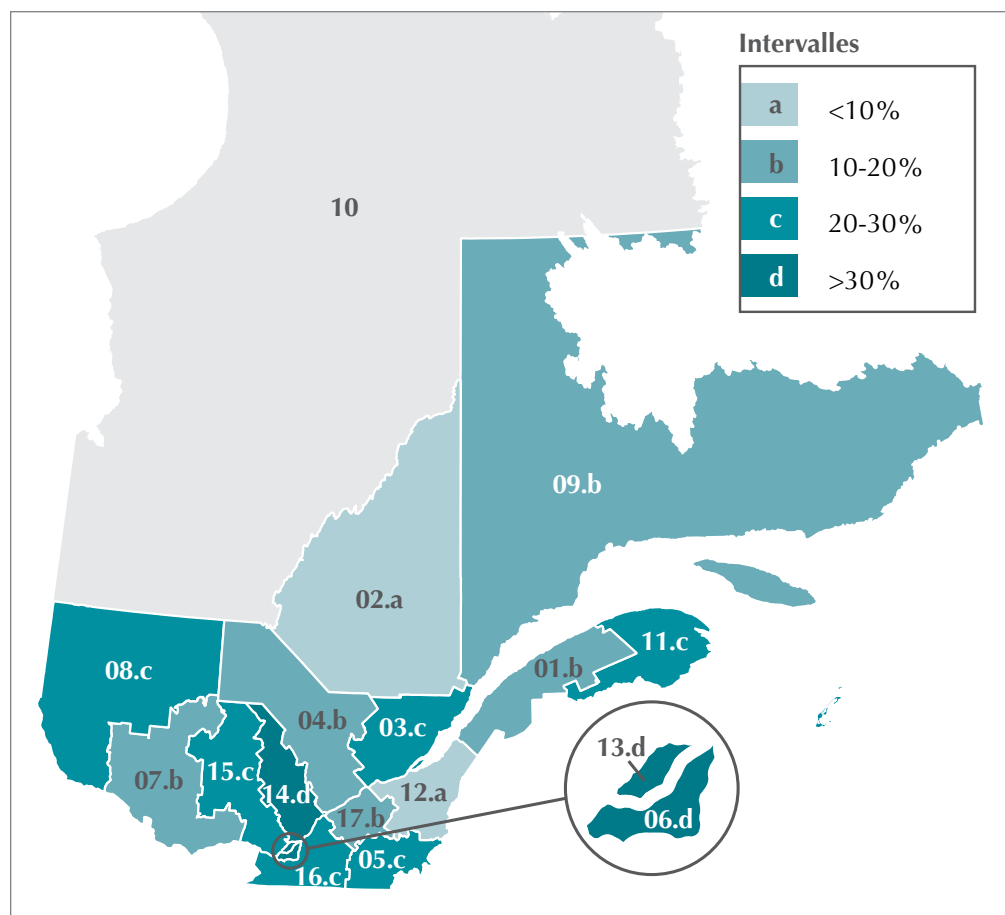 Intervalles
a <10%
b 10-20%
c 20-30%
d >30%
10
09.b
02.a
11.c
08.c
01.b
04.b
03.c
13.d
07.b
15.c
14.d
12.a
06.d
17.b
05.c
16.c